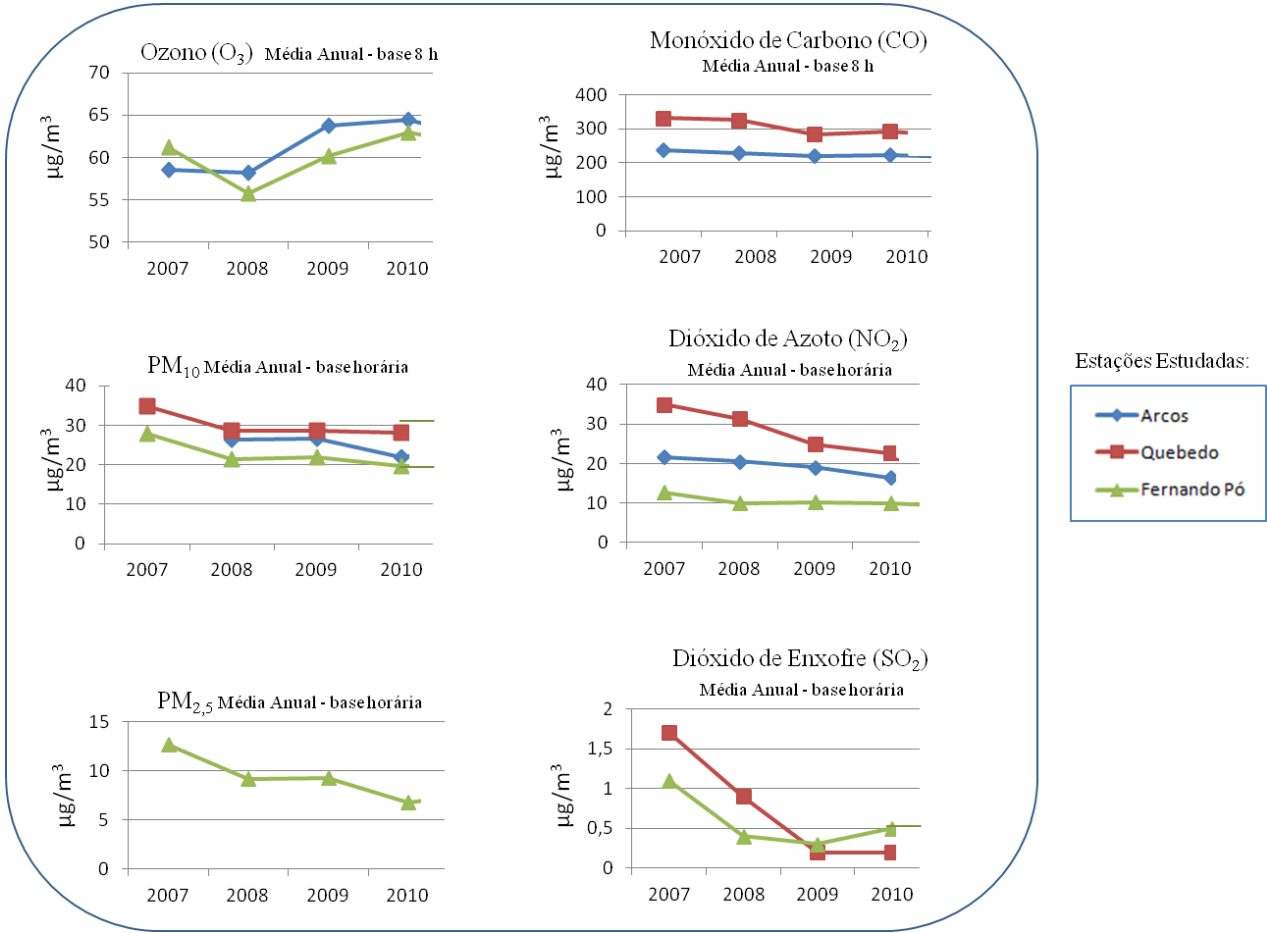 Ozono (O₃) Média Anual - base 8 h
µg/m³
70
65
60
55
50
2007 2008 2009 2010
Monóxido de Carbono (CO)
Média Anual - base 8 h
µg/m³
400
300
200
100
0
2007 2008 2009 2010
PM₁₀ Média Anual - base horária
µg/m³
40
30
20
10
0
2007 2008 2009 2010
Dióxido de Azoto (NO₂)
Média Anual - base horária
µg/m³
40
30
20
10
0
2007 2008 2009 2010
Estações Estudadas:
Arcos
Quebedo
Fernando Pó
PM₂,₅ Média Anual - base horária
µg/m³
15
10
5
0
2007 2008 2009 2010
Dióxido de Enxofre (SO₂)
Média Anual - base horária
µg/m³
2
1,5
1
0,5
0
2007 2008 2009 2010